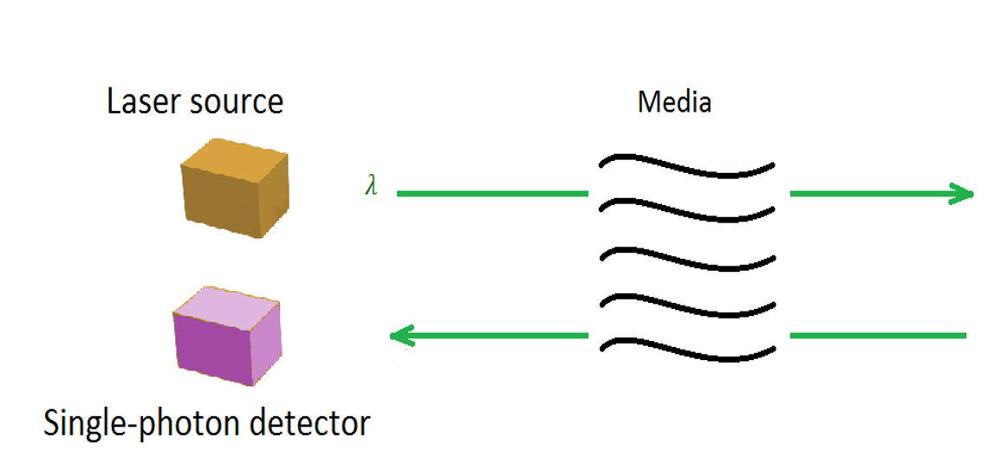 Laser source
Media
λ
Single-photon detector